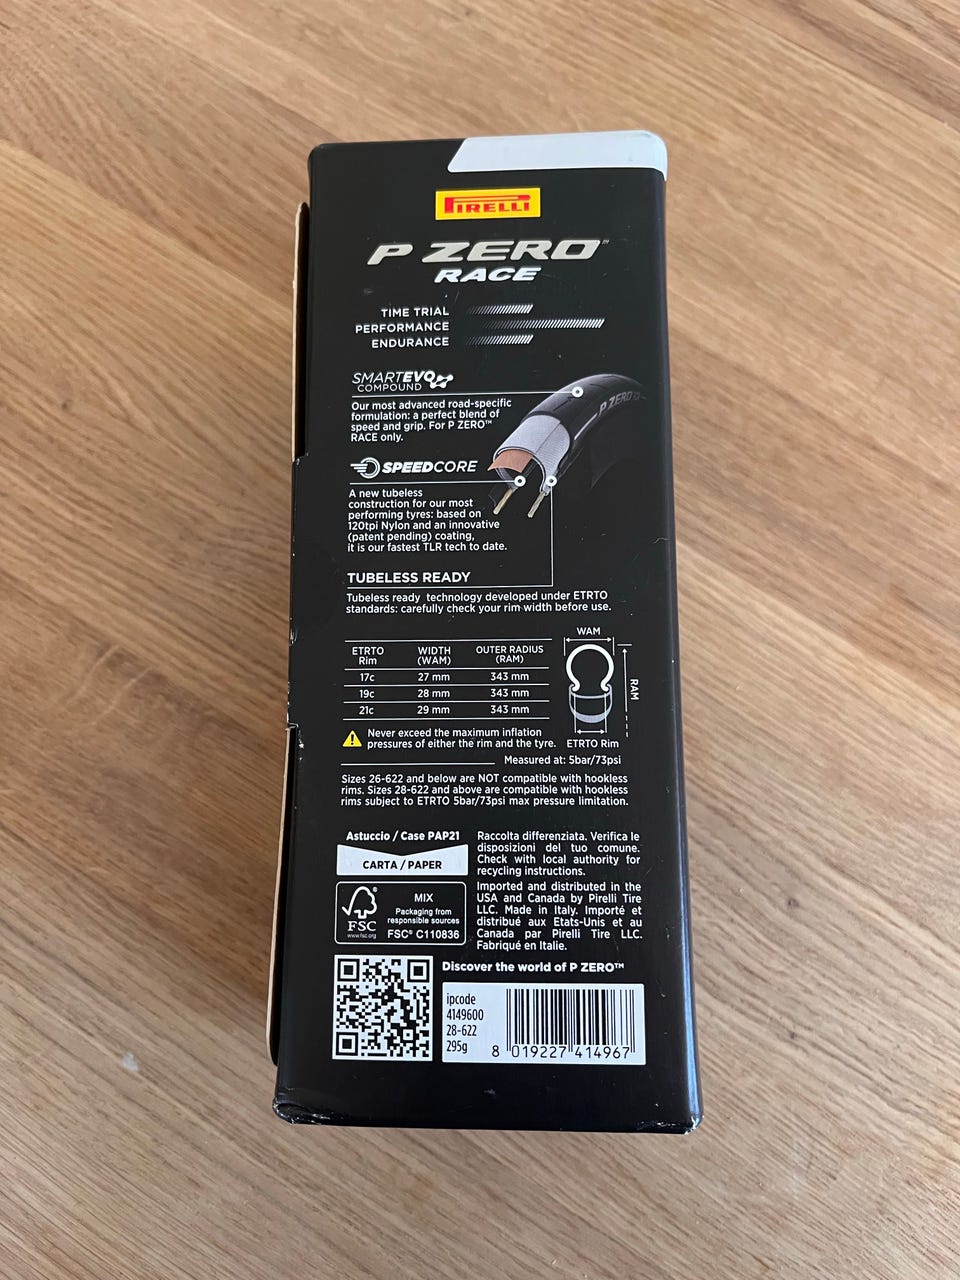 PIRELLI
P ZERO™
RACE
TIME TRIAL
PERFORMANCE
ENDURANCE
SMARTEVO
COMPOUND
Our most advanced road-specific
formulation: a perfect blend of
speed and grip. For P ZERO™
RACE only.
P ZERO
SPEEDCORE
A new tubeless
construction for our most
performing tyres: based on
120tpi Nylon and an innovative
(patent pending) coating,
it is our fastest TLR tech to date.
TUBELESS READY
Tubeless ready technology developed under ETRTO
standards: carefully check your rim width before use.
ETRTO Rim WIDTH (WAM) OUTER RADIUS (RAM)
17c 27 mm 343 mm
19c 28 mm 343 mm
21c 29 mm 343 mm
WAM
RAM
ETRTO Rim
Never exceed the maximum inflation
pressures of either the rim and the tyre.
Measured at: 5bar/73psi
Sizes 26-622 and below are NOT compatible with hookless
rims. Sizes 28-622 and above are compatible with hookless
rims subject to ETRTO 5bar/73psi max pressure limitation.
Astuccio / Case PAP21
CARTA / PAPER
Raccolta differenziata. Verifica le
disposizioni del tuo comune.
Check with local authority for
recycling instructions.
FSC
www.fsc.org
MIX
Packaging from
responsible sources
FSC® C110836
Imported and distributed in the
USA and Canada by Pirelli Tire
LLC. Made in Italy. Importé et
distribué aux Etats-Unis et au
Canada par Pirelli Tire LLC.
Fabriqué en Italie.
Discover the world of P ZERO™
ipcode
4149600
28-622
295g
8 019227 414967